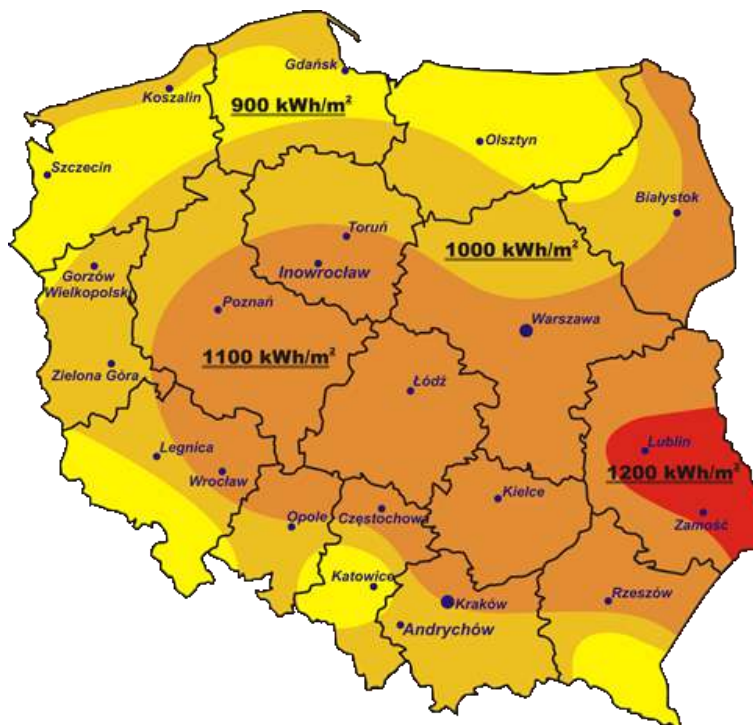 Gdańsk
Koszalin
900 kWh/m²
Olsztyn
Szczecin
Białystok
Toruń
1000 kWh/m²
Gorzów
Wielkopolski
Inowrocław
Poznań
Warszawa
1100 kWh/m²
Zielona Góra
Łódź
Legnica
Lublin
Wrocław
1200 kWh/m²
Kielce
Opole
Częstochowa
Zamość
Katowice
Kraków
Rzeszów
Andrychów